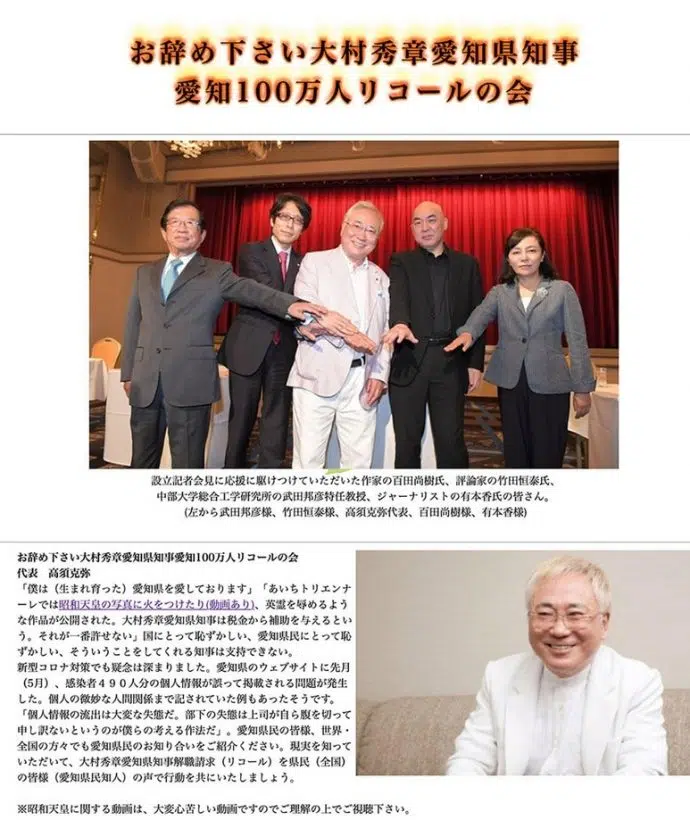 お辞め下さい大村秀章愛知県知事
愛知100万人リコールの会
設立記者会見に応援に駆けつけていただいた作家の百田尚樹氏、評論家の竹田恒泰氏、
中部大学総合工学研究所の武田邦彦特任教授、ジャーナリストの有本香氏の皆さん。
(左から武田邦彦様、竹田恒泰様、高須克弥代表、百田尚樹様、有本香様)
お辞め下さい大村秀章愛知県知事愛知100万人リコールの会
代表　高須克弥
「僕は（生まれ育った）愛知県を愛しております」「あいちトリエンナ
ーレでは昭和天皇の写真に火をつけたり(動画あり)、英霊を辱めるよう
な作品が公開された。大村秀章愛知県知事は税金から補助を与えるとい
う。それが一番許せない」国にとって恥ずかしい、愛知県民にとって恥
ずかしい、そういうことをしてくれる知事は支持できない。
新型コロナ対策でも疑念は深まりました。愛知県のウェブサイトに先月
（5月）、感染者４９０人分の個人情報が誤って掲載される問題が発生
した。個人の微妙な人間関係まで記されていた例もあったそうです。
「個人情報の流出は大変な失態だ。部下の失態は上司が自ら腹を切って
申し訳ないというのが僕らの考える作法だ」。愛知県民の皆様、世界・
全国の方々でも愛知県民のお知り合いをご紹介ください。現実を知って
いただいて、大村秀章愛知県知事解職請求（リコール）を県民（全国）
の皆様（愛知県民知人）の声で行動を共にいたしましょう。
※昭和天皇に関する動画は、大変心苦しい動画ですのでご理解の上でご視聴下さい。